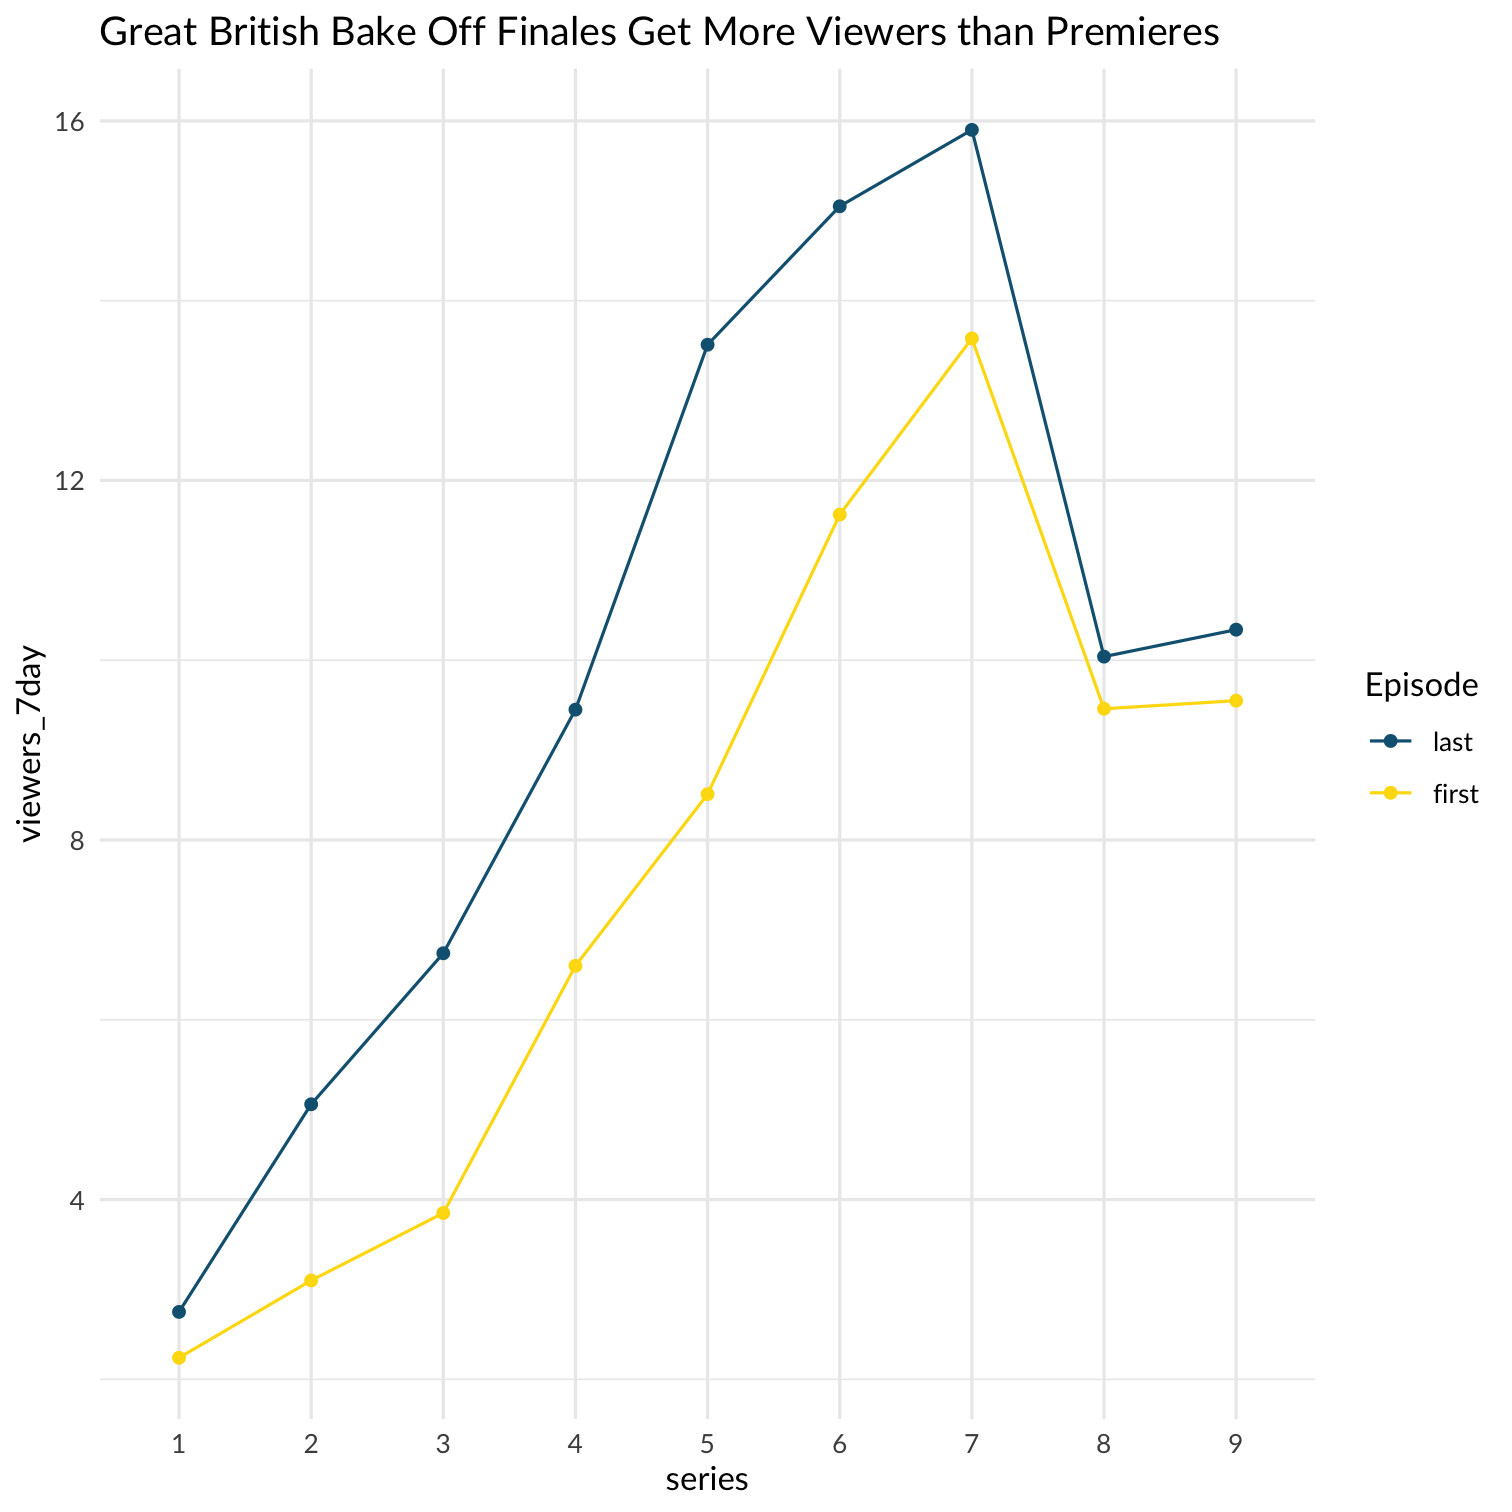 Great British Bake Off Finales Get More Viewers than Premieres
16
12
8
4
viewers_7day
1 2 3 4 5 6 7 8 9
series
Episode
last
first